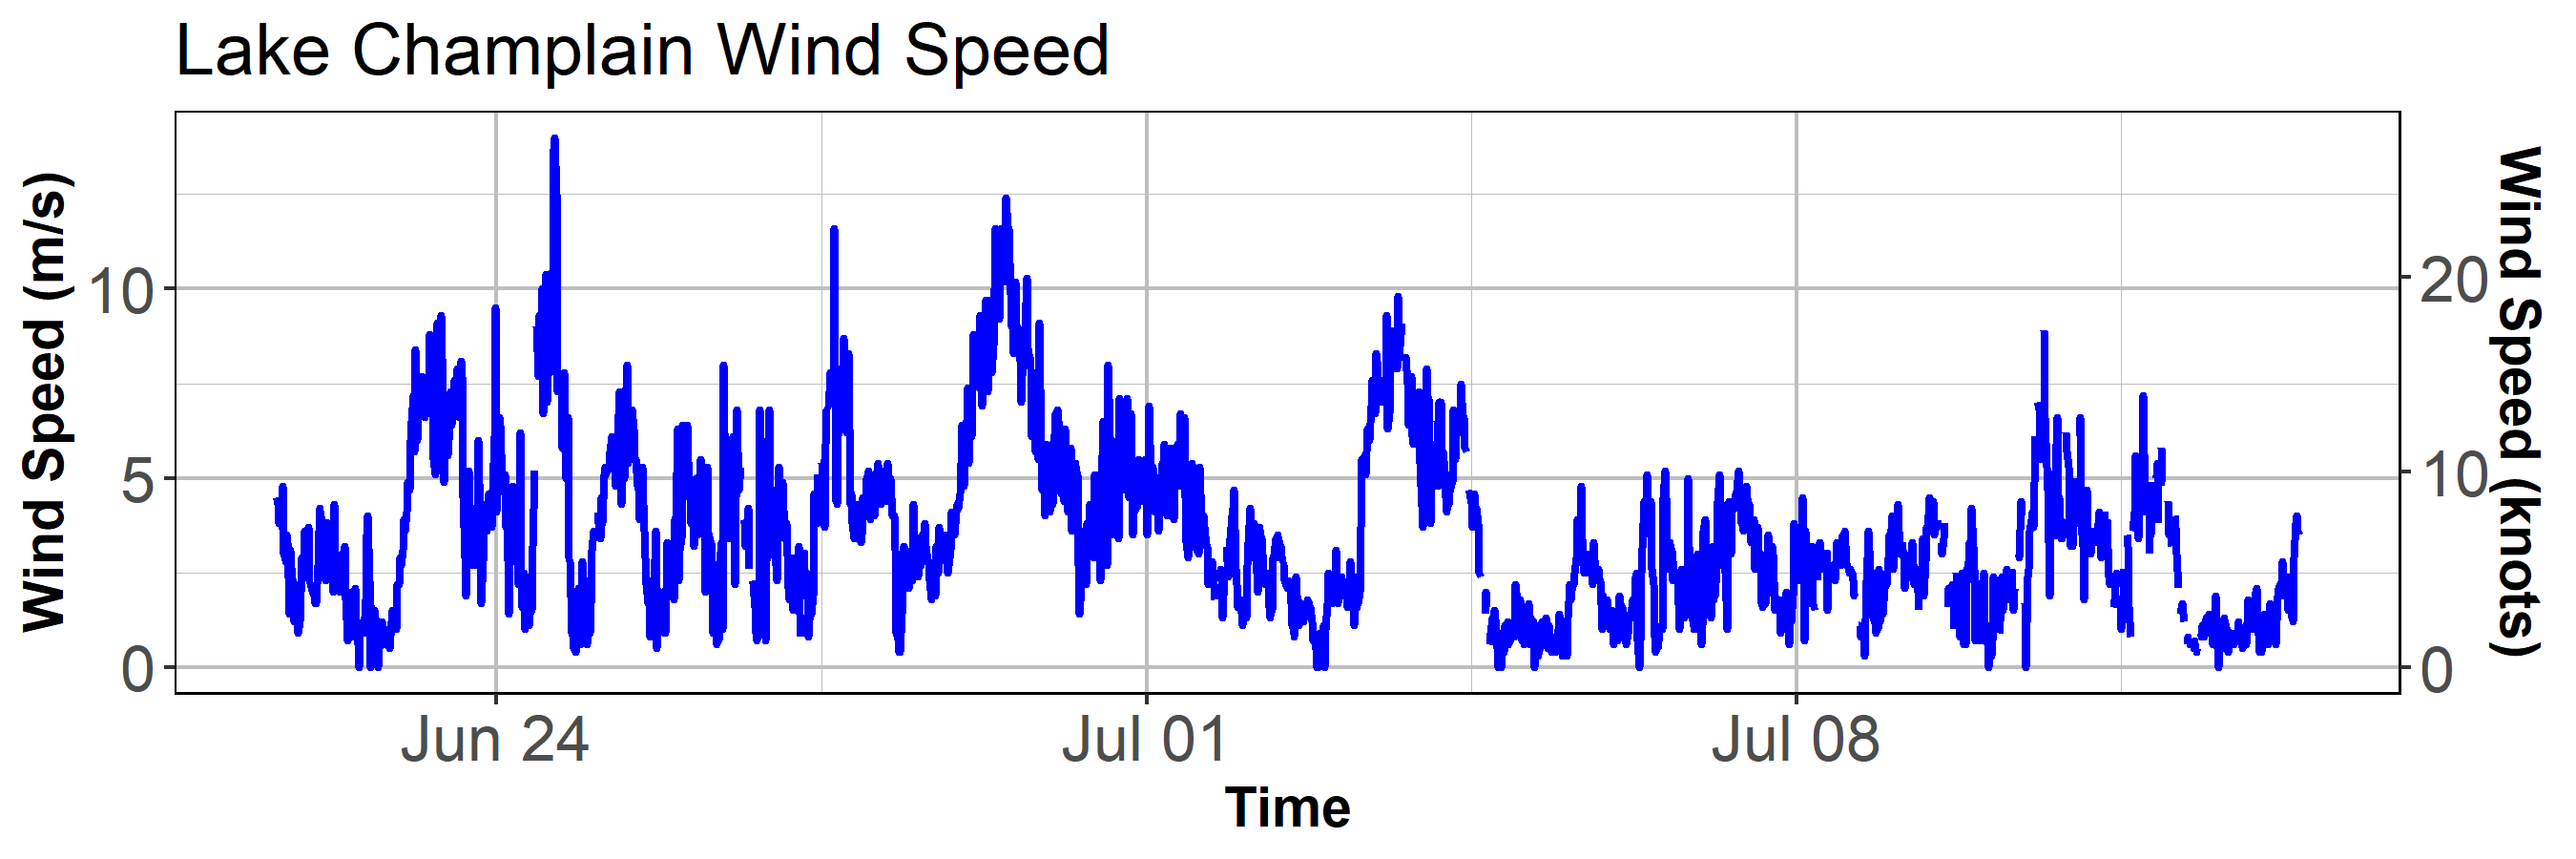 Lake Champlain Wind Speed
Wind Speed (m/s)
10
5
0
20
10
0
Wind Speed (knots)
Jun 24
Jul 01
Jul 08
Time